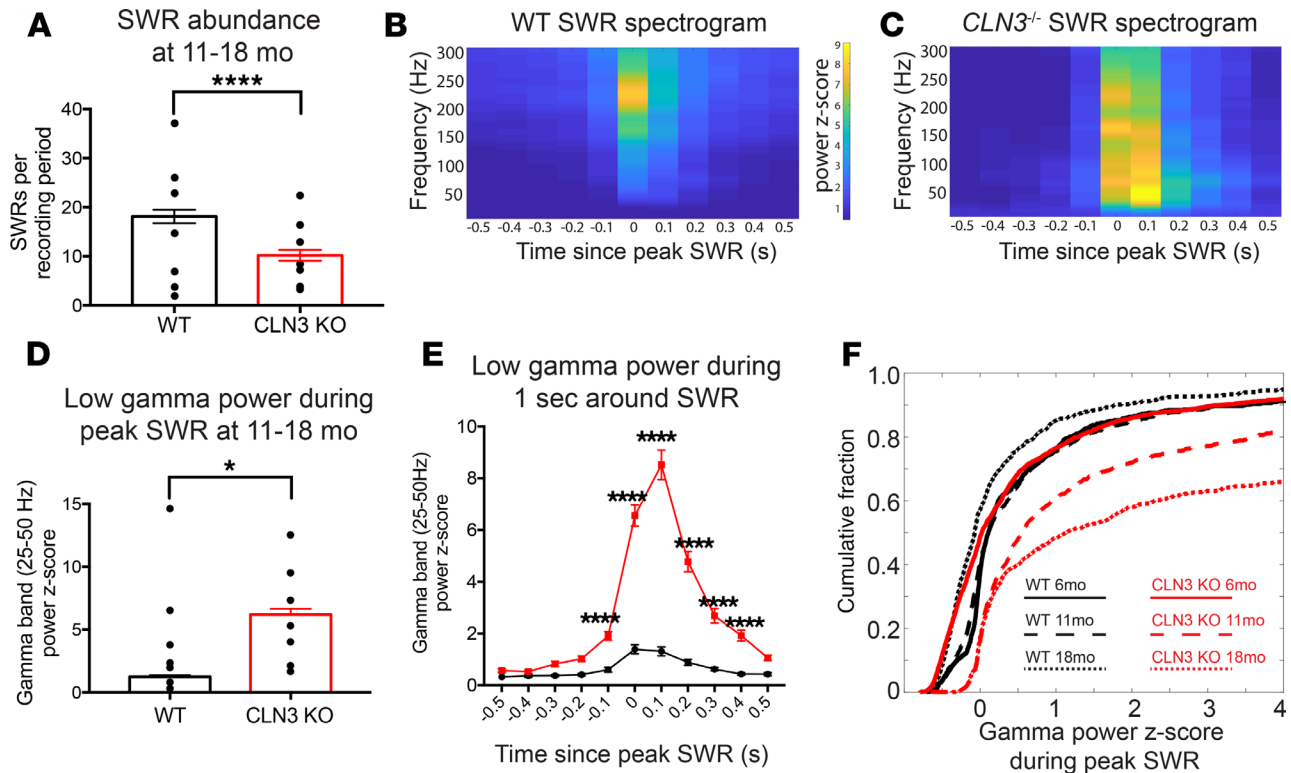 A
SWR abundance
at 11-18 mo
****
SWRs per
recording period
40
30
20
10
0
WT
CLN3 KO
B
WT SWR spectrogram
Frequency (Hz)
300
250
200
150
100
50
-0.5 -0.4 -0.3 -0.2 -0.1 0 0.1 0.2 0.3 0.4 0.5
Time since peak SWR (s)
power z-score
9
8
7
6
5
4
3
2
1
C
CLN3-/- SWR spectrogram
Frequency (Hz)
300
250
200
150
100
50
-0.5 -0.4 -0.3 -0.2 -0.1 0 0.1 0.2 0.3 0.4 0.5
Time since peak SWR (s)
D
Low gamma power during
peak SWR at 11-18 mo
*
Gamma band (25-50 Hz)
power z-score
15
10
5
0
WT
CLN3 KO
E
Low gamma power during
1 sec around SWR
Gamma band (25-50Hz)
power z-score
10
8
6
4
2
0
****
****
****
****
****
****
-0.5 -0.4 -0.3 -0.2 -0.1 0 0.1 0.2 0.3 0.4 0.5
Time since peak SWR (s)
F
Cumulative fraction
1.0
0.8
0.6
0.4
0.2
0
WT 6mo
CLN3 KO 6mo
WT 11mo
CLN3 KO 11mo
WT 18mo
CLN3 KO 18mo
0 1 2 3 4
Gamma power z-score
during peak SWR